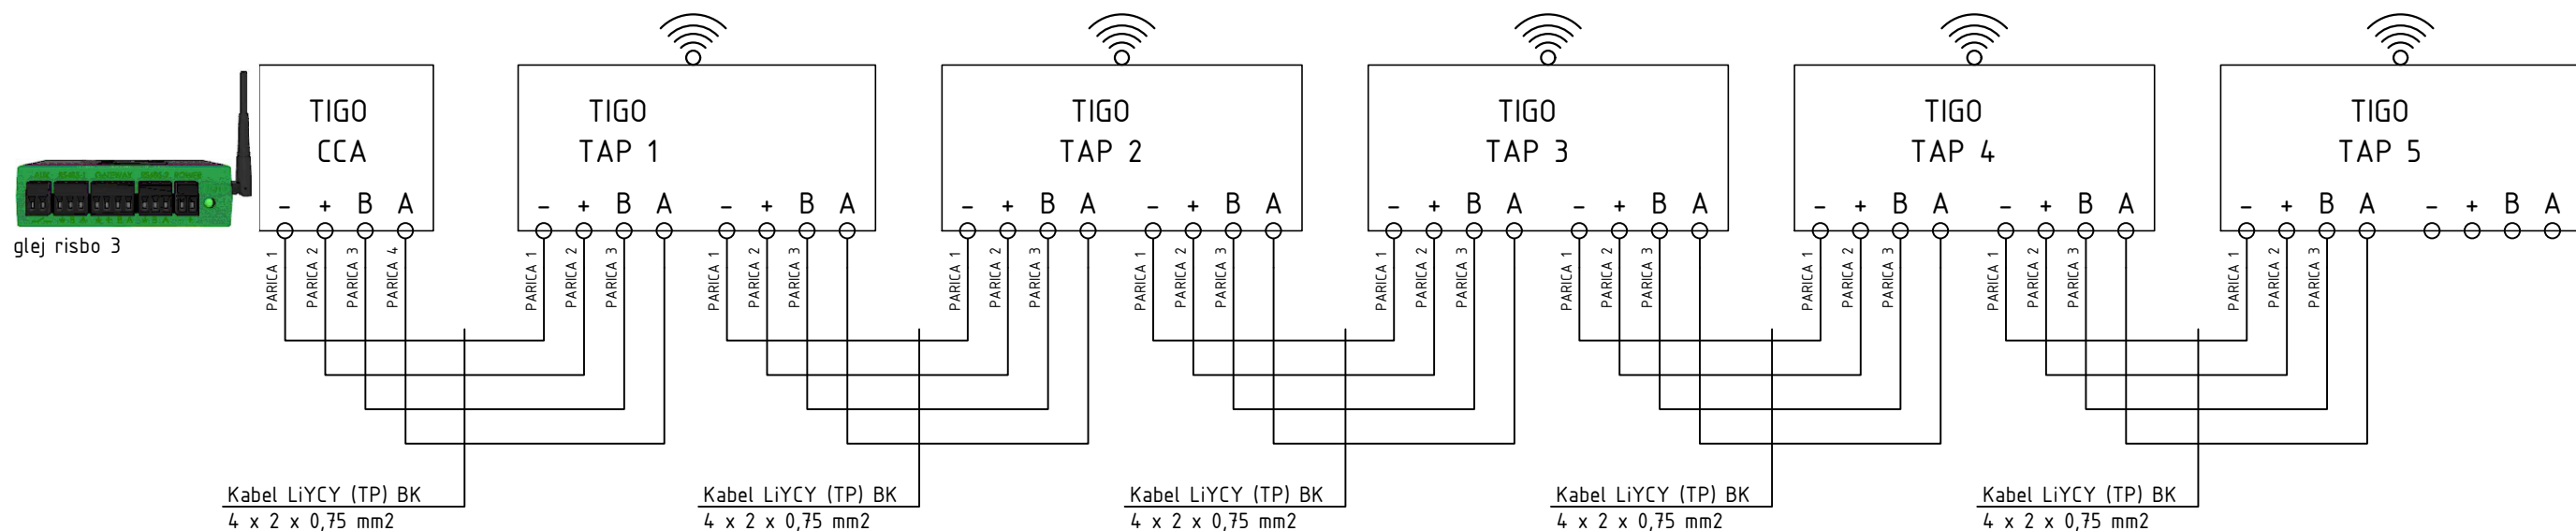 TIGO
CCA
TIGO
TAP 1
TIGO
TAP 2
TIGO
TAP 3
TIGO
TAP 4
TIGO
TAP 5
AUX RS485-1 GATEWAY RS485-2 POWER
- + B A
- + B A - + B A
- + B A - + B A
- + B A - + B A
- + B A - + B A
- + B A - + B A
glej risbo 3
PARICA 1 PARICA 2 PARICA 3 PARICA 4
PARICA 1 PARICA 2 PARICA 3 PARICA 1 PARICA 2 PARICA 3
PARICA 1 PARICA 2 PARICA 3 PARICA 1 PARICA 2 PARICA 3
PARICA 1 PARICA 2 PARICA 3 PARICA 1 PARICA 2 PARICA 3
PARICA 1 PARICA 2 PARICA 3 PARICA 1 PARICA 2 PARICA 3
PARICA 1 PARICA 2 PARICA 3
Kabel LiYCY (TP) BK
4 x 2 x 0,75 mm2
Kabel LiYCY (TP) BK
4 x 2 x 0,75 mm2
Kabel LiYCY (TP) BK
4 x 2 x 0,75 mm2
Kabel LiYCY (TP) BK
4 x 2 x 0,75 mm2
Kabel LiYCY (TP) BK
4 x 2 x 0,75 mm2